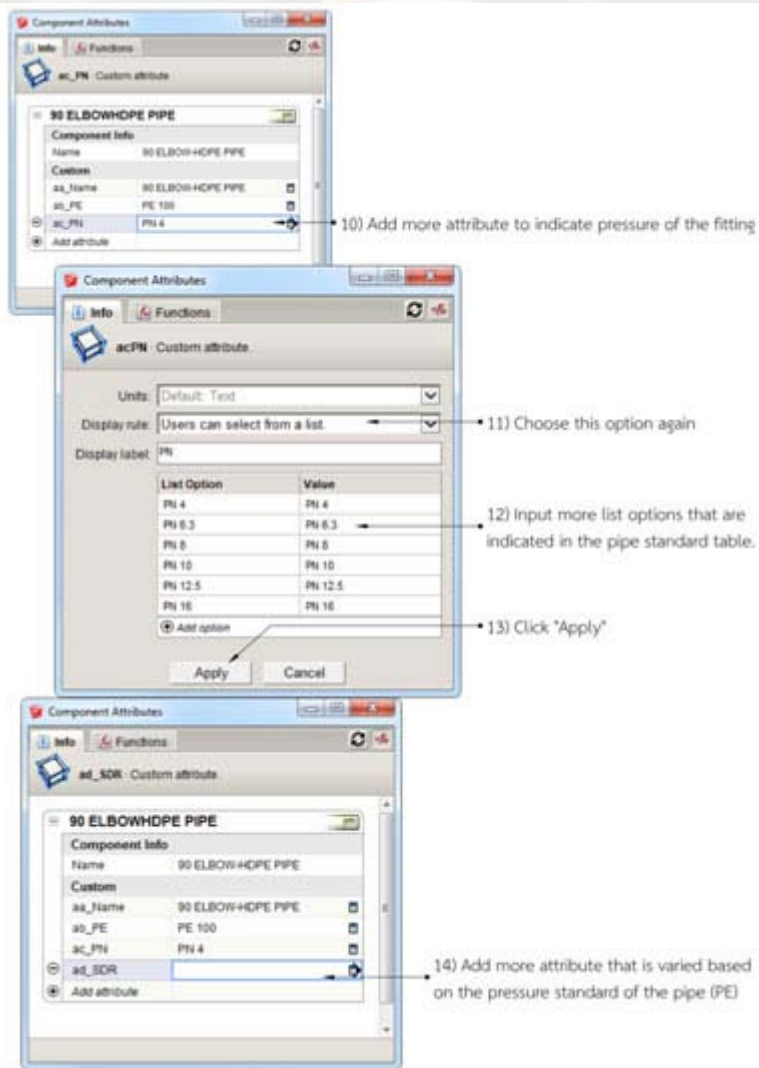 Component Attributes
Info Functions
ac_PN Custom attribute
90 ELBOWHDPE PIPE
Component Info
Name 90 ELBOW-HDPE PIPE
Custom
aa_Name 90 ELBOW-HDPE PIPE
ab_PE PE 100
ac_PN PN 4
Add attribute
10) Add more attribute to indicate pressure of the fitting
Component Attributes
Info Functions
acPN Custom attribute.
Units: Default: Text
Display rule: Users can select from a list.
11) Choose this option again
Display label: PN
List Option Value
PN 4 PN 4
PN 6.3 PN 6.3
PN 8 PN 8
PN 10 PN 10
PN 12.5 PN 12.5
PN 16 PN 16
Add option
12) Input more list options that are
indicated in the pipe standard table.
13) Click "Apply"
Apply Cancel
Component Attributes
Info Functions
ad_SDR Custom attribute
90 ELBOWHDPE PIPE
Component Info
Name 90 ELBOW-HDPE PIPE
Custom
aa_Name 90 ELBOW-HDPE PIPE
ab_PE PE 100
ac_PN PN 4
ad_SDR
Add attribute
14) Add more attribute that is varied based
on the pressure standard of the pipe (PE)